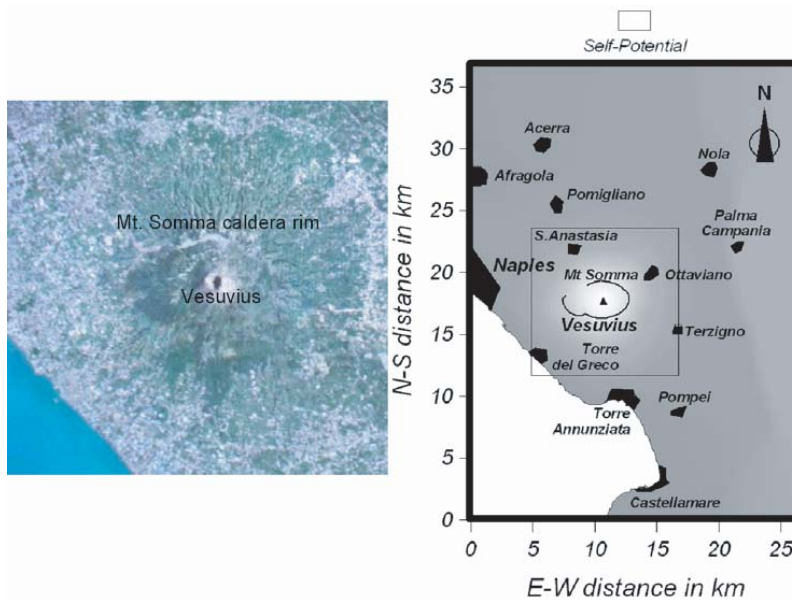 Self-Potential
Mt. Somma caldera rim
Vesuvius
N
Acerra
Nola
Afragola
Pomigliano
Palma
Campania
S.Anastasia
Naples
Mt Somma
Ottaviano
Vesuvius
Terzigno
Torre
del Greco
Pompei
Torre
Annunziata
Castellamare
N-S distance in km
35
30
25
20
15
10
5
0
0 5 10 15 20 25
E-W distance in km